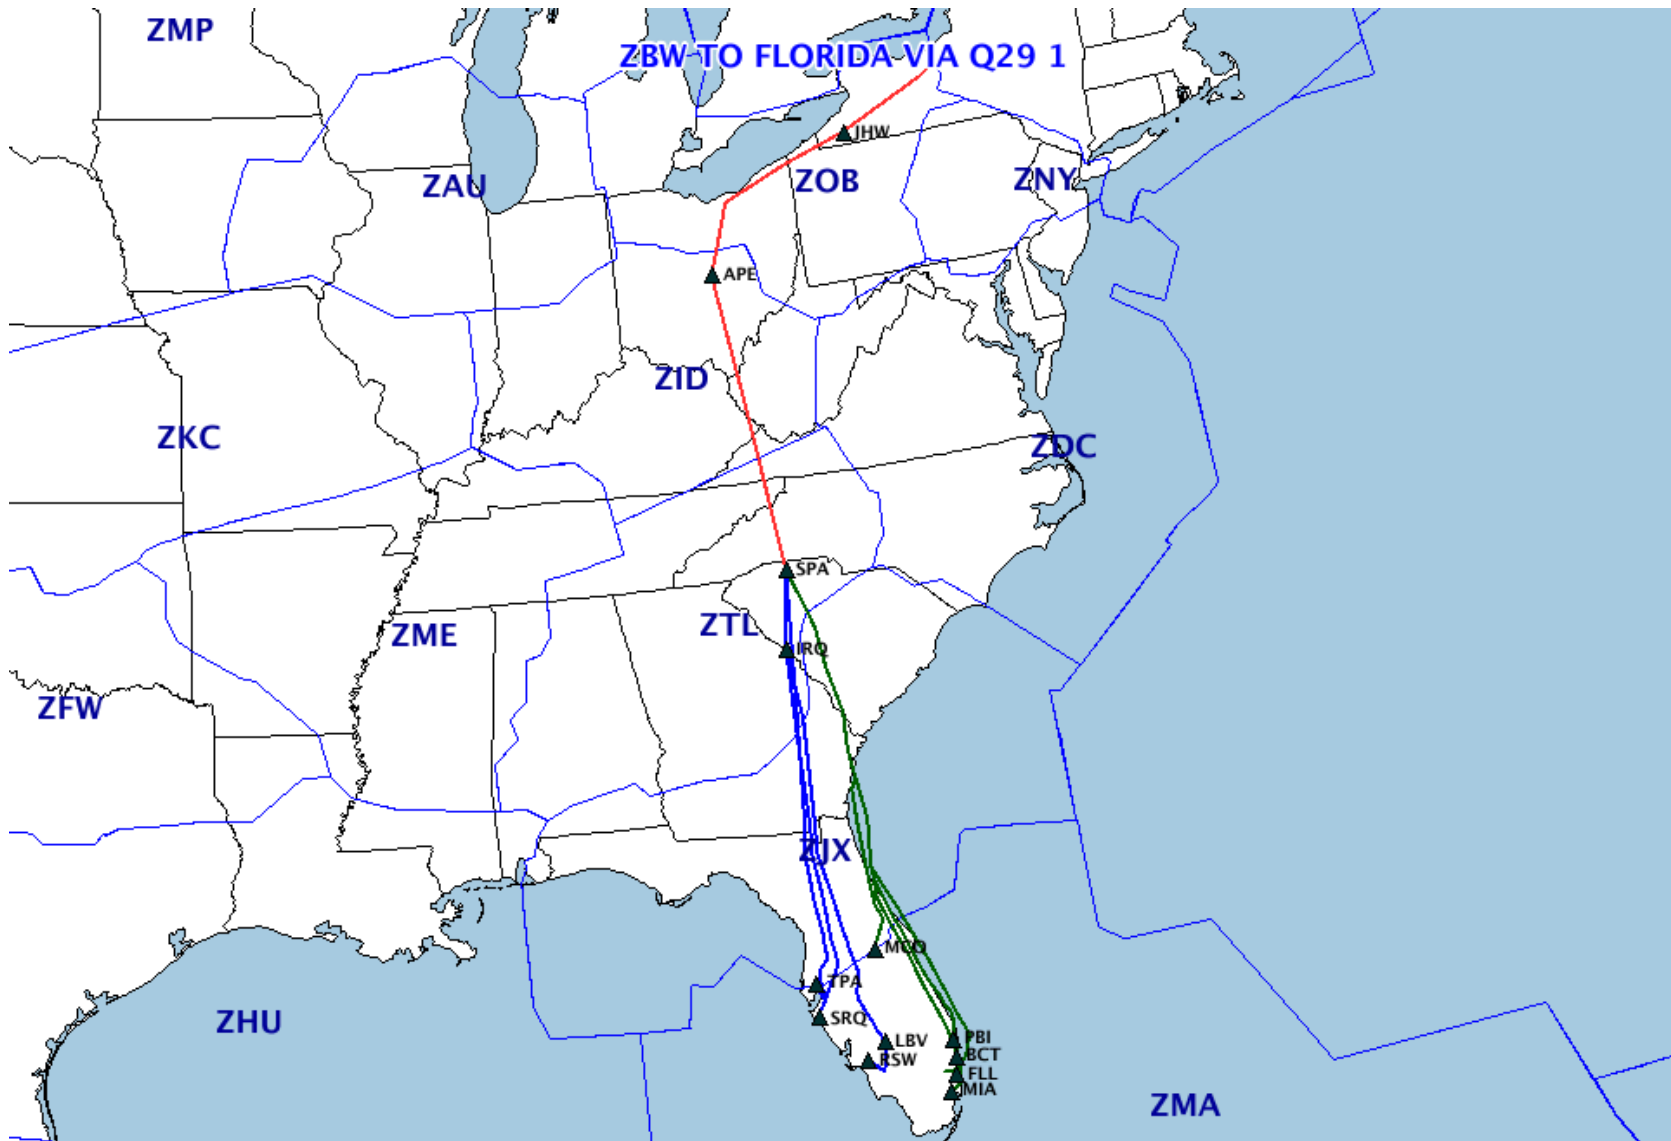 ZMP
ZBW TO FLORIDA VIA Q29 1
JHW
ZAU
ZOB
ZNY
APE
ZID
ZKC
ZDC
SPA
ZTL
ZME
IRQ
ZFW
ZJX
MCO
TPA
SRQ
ZHU
LBV
PBI
RSW
BCT
FLL
MIA
ZMA